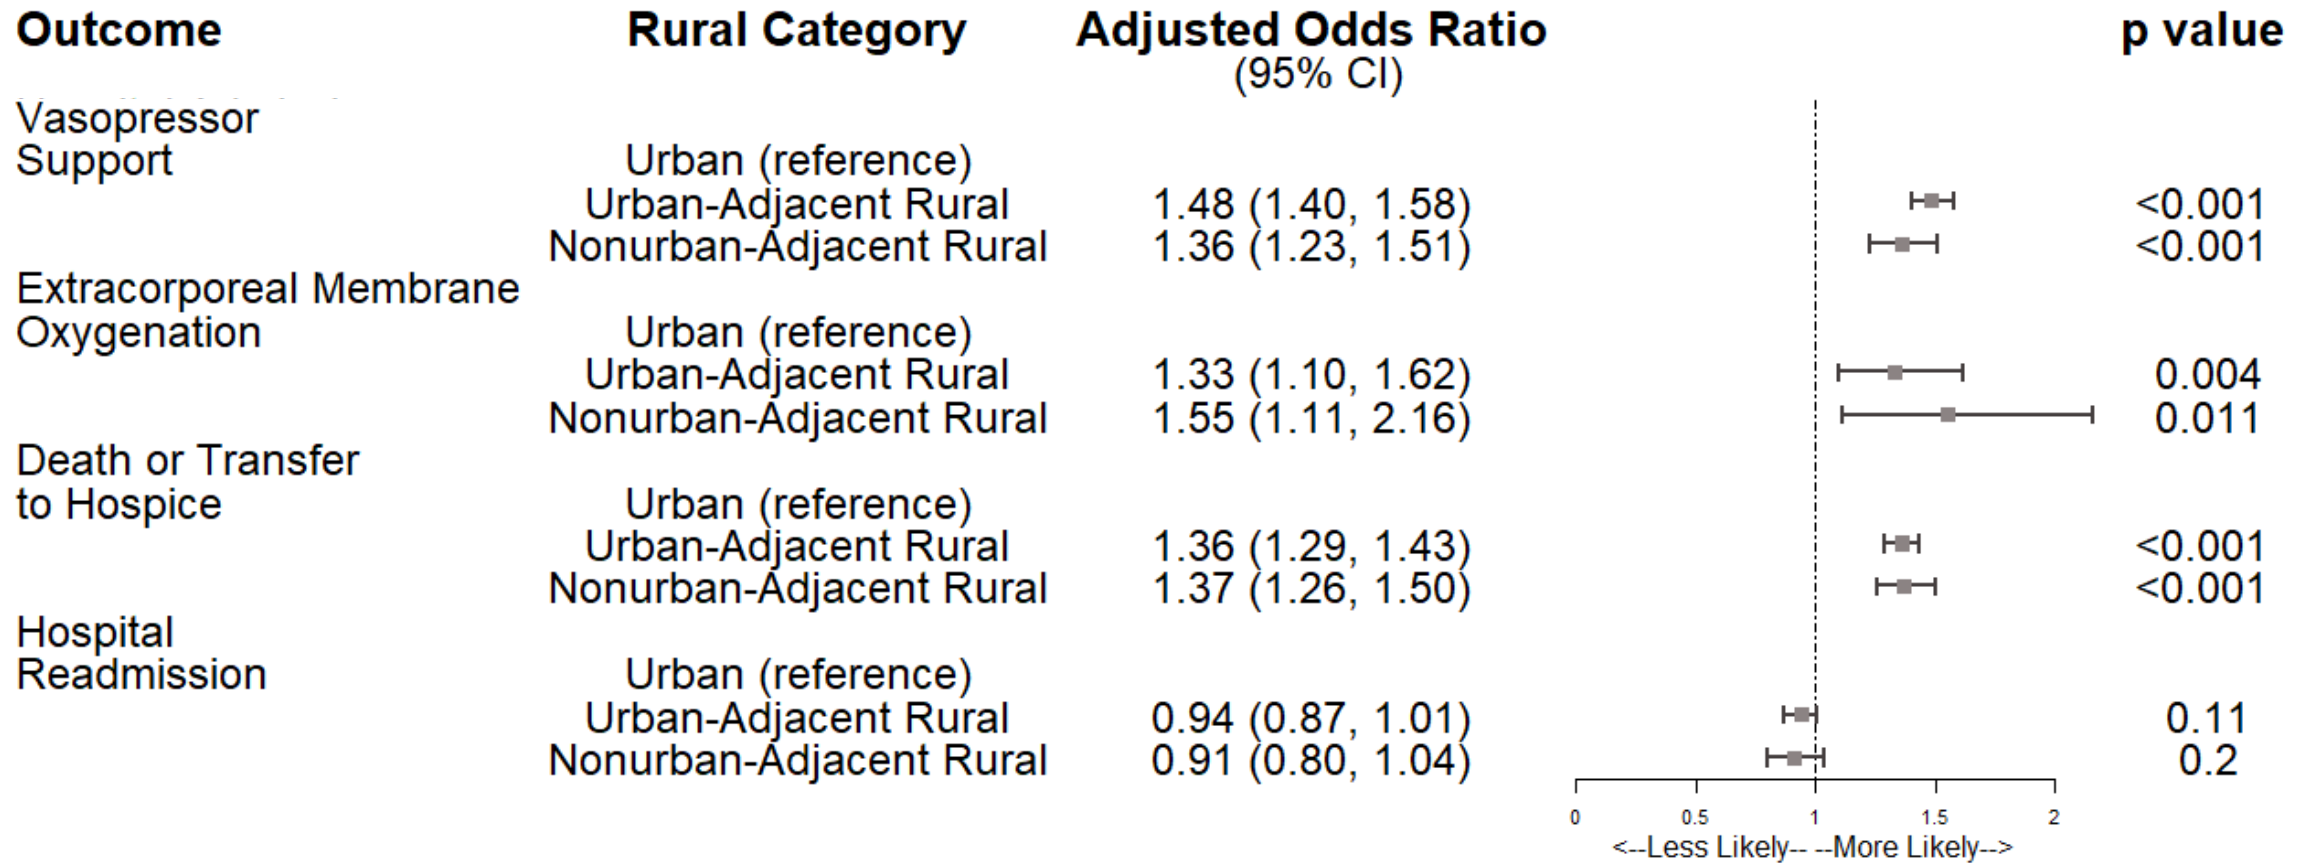 Outcome Rural Category Adjusted Odds Ratio p value
(95% CI)
Vasopressor
Support Urban (reference)
Urban-Adjacent Rural 1.48 (1.40, 1.58) <0.001
Nonurban-Adjacent Rural 1.36 (1.23, 1.51) <0.001
Extracorporeal Membrane
Oxygenation Urban (reference)
Urban-Adjacent Rural 1.33 (1.10, 1.62) 0.004
Nonurban-Adjacent Rural 1.55 (1.11, 2.16) 0.011
Death or Transfer
to Hospice Urban (reference)
Urban-Adjacent Rural 1.36 (1.29, 1.43) <0.001
Nonurban-Adjacent Rural 1.37 (1.26, 1.50) <0.001
Hospital
Readmission Urban (reference)
Urban-Adjacent Rural 0.94 (0.87, 1.01) 0.11
Nonurban-Adjacent Rural 0.91 (0.80, 1.04) 0.2
0 0.5 1 1.5 2
<--Less Likely-- --More Likely-->